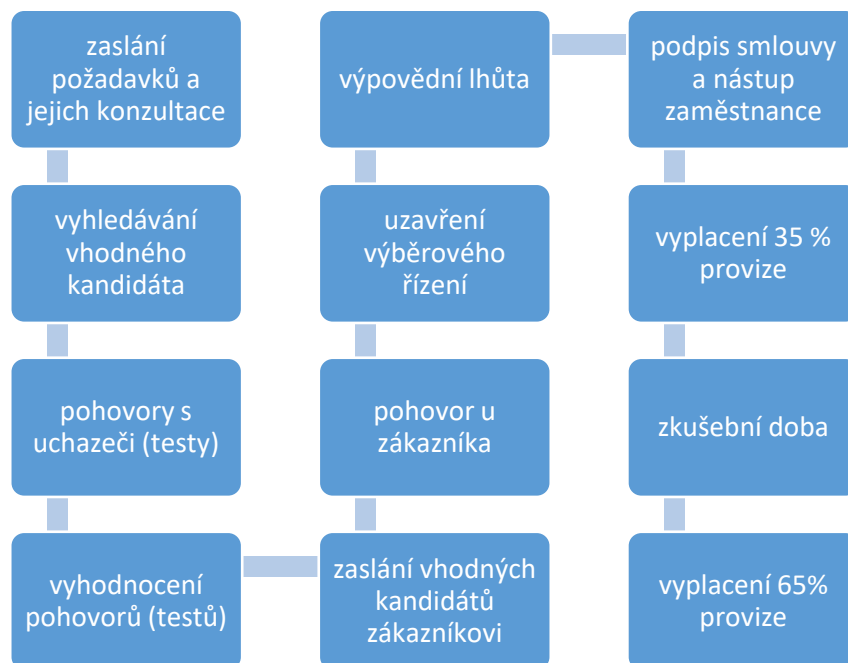 zaslání
požadavků a
jejich konzultace
vyhledávání
vhodného
kandidáta
pohovory s
uchazeči (testy)
vyhodnocení
pohovorů (testů)
zaslání vhodných
kandidátů
zákazníkovi
pohovor u
zákazníka
uzavření
výběrového
řízení
výpovědní lhůta
podpis smlouvy
a nástup
zaměstnance
vyplacení 35 %
provize
zkušební doba
vyplacení 65%
provize